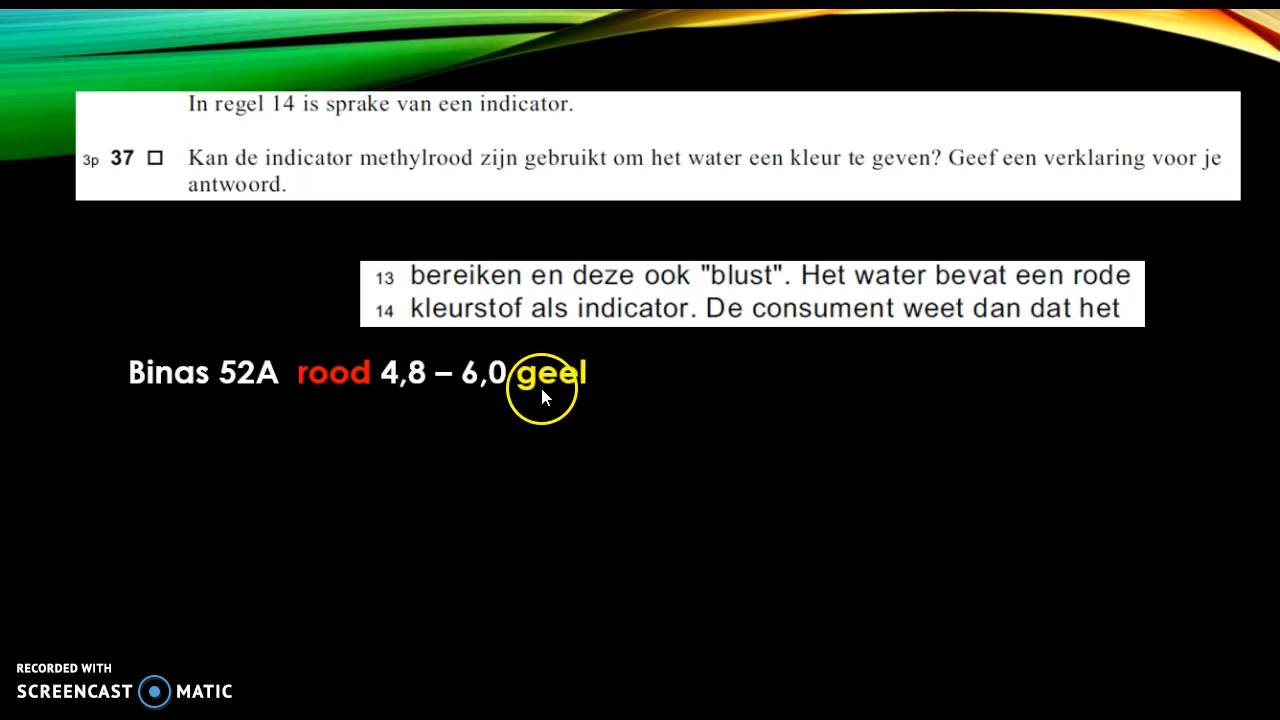 In regel 14 is sprake van een indicator.
3p 37 □ Kan de indicator methylrood zijn gebruikt om het water een kleur te geven? Geef een verklaring voor je
antwoord.
13 bereiken en deze ook "blust". Het water bevat een rode
14 kleurstof als indicator. De consument weet dan dat het
Binas 52A rood 4,8 – 6,0 geel
RECORDED WITH
SCREENCAST MATIC